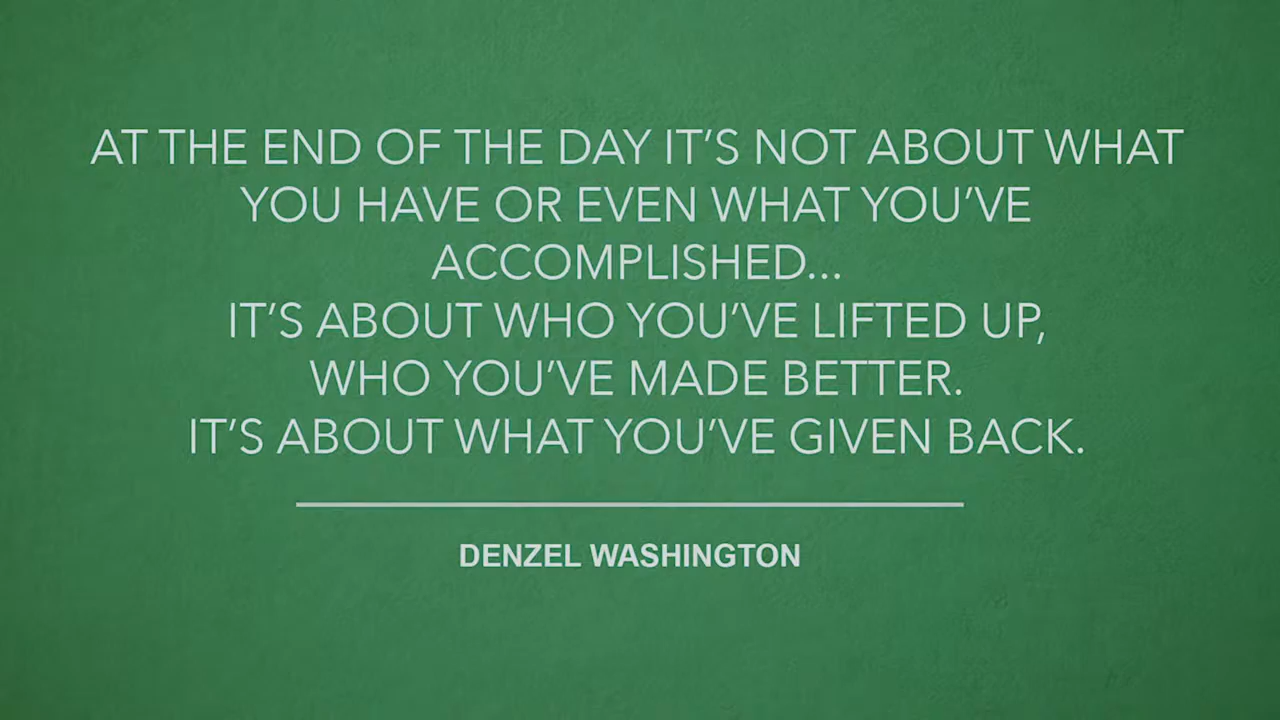 AT THE END OF THE DAY IT’S NOT ABOUT WHAT
YOU HAVE OR EVEN WHAT YOU’VE
ACCOMPLISHED...
IT’S ABOUT WHO YOU’VE LIFTED UP,
WHO YOU’VE MADE BETTER.
IT’S ABOUT WHAT YOU’VE GIVEN BACK.
DENZEL WASHINGTON